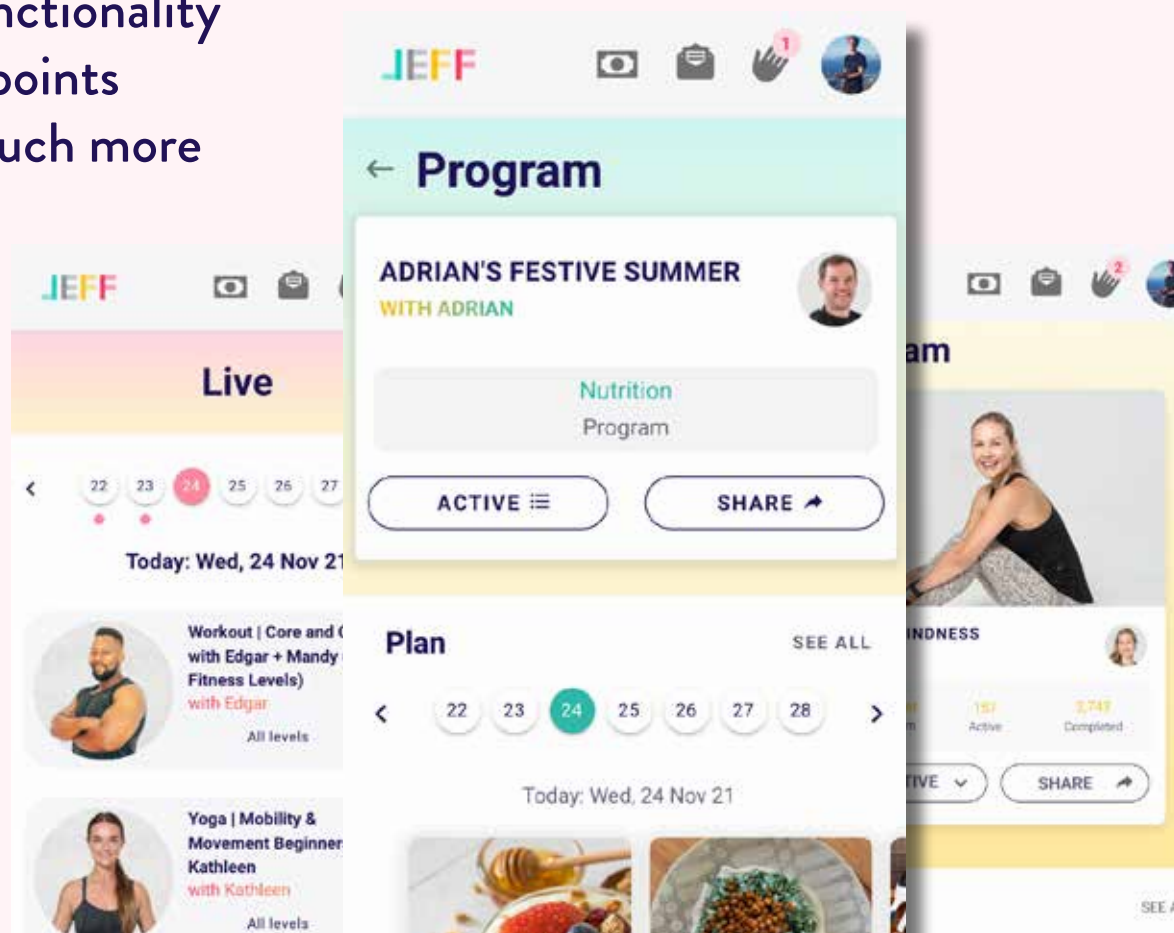 nctionality
points
uch more
JEFF
1
← Program
ADRIAN'S FESTIVE SUMMER
WITH ADRIAN
Nutrition
Program
ACTIVE
SHARE
Plan
SEE ALL
22 23 24 25 26 27 28
Today: Wed, 24 Nov 21
JEFF
Live
22 23 24 25 26 27
Today: Wed, 24 Nov 21
Workout | Core and
with Edgar + Mandy
Fitness Levels)
with Edgar
All levels
Yoga | Mobility &
Movement Beginner
Kathleen
with Kathleen
All levels
2
am
INDNESS
Active
Completed
TIVE
SHARE
SEE A